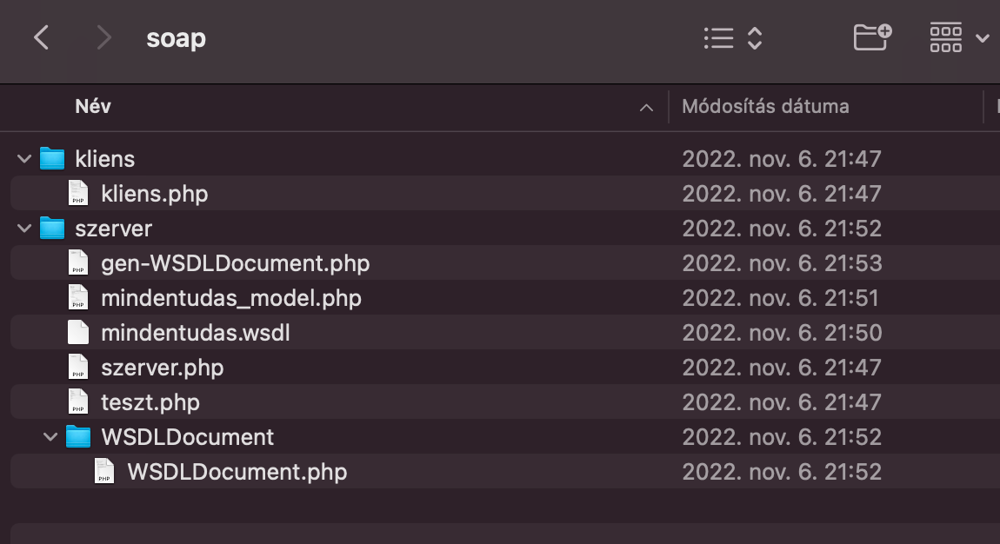 soap
Név Módosítás dátuma
kliens 2022. nov. 6. 21:47
kliens.php 2022. nov. 6. 21:47
szerver 2022. nov. 6. 21:52
gen-WSDLDocument.php 2022. nov. 6. 21:53
mindentudas_model.php 2022. nov. 6. 21:51
mindentudas.wsdl 2022. nov. 6. 21:50
szerver.php 2022. nov. 6. 21:47
teszt.php 2022. nov. 6. 21:47
WSDLDocument 2022. nov. 6. 21:52
WSDLDocument.php 2022. nov. 6. 21:52